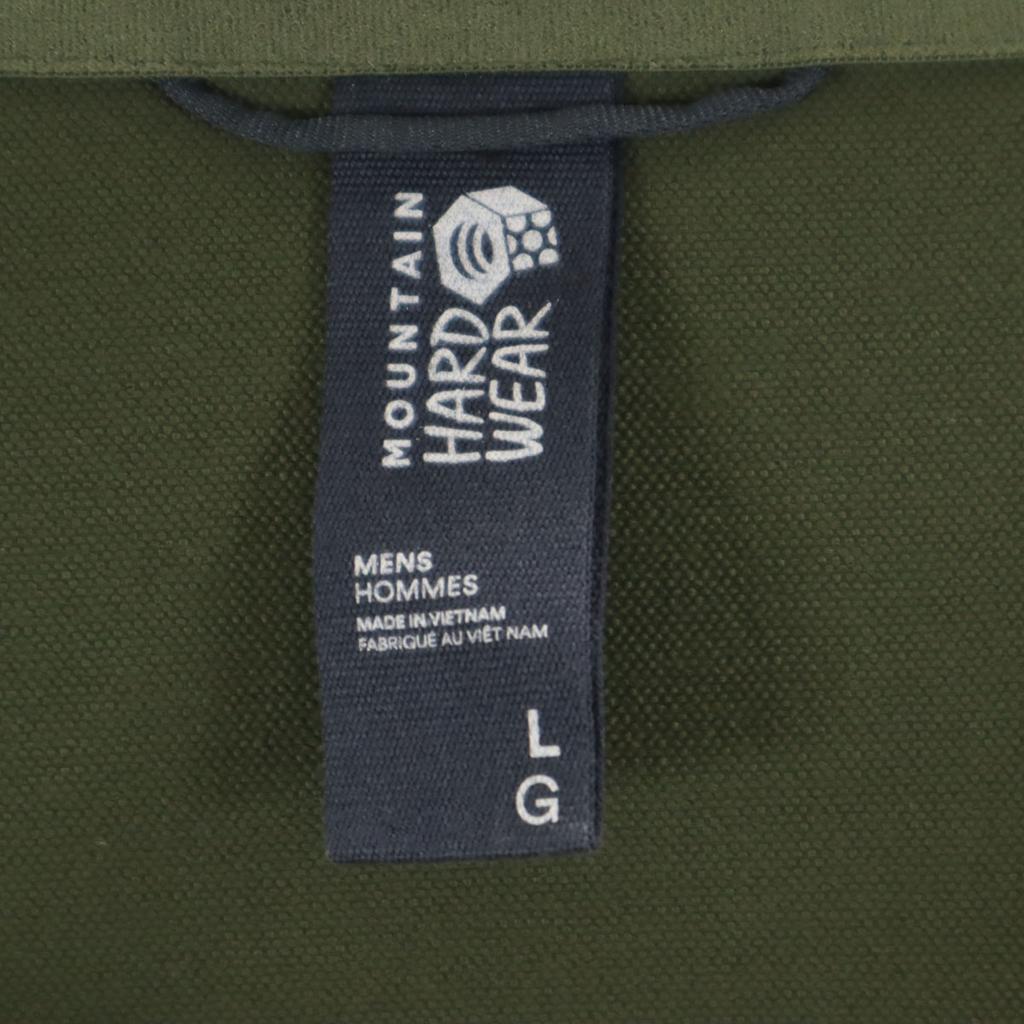 MOUNTAIN
HARD
WEAR
MENS
HOMMES
MADE IN VIETNAM
FABRIQUÉ AU VIÊT NAM
L
G